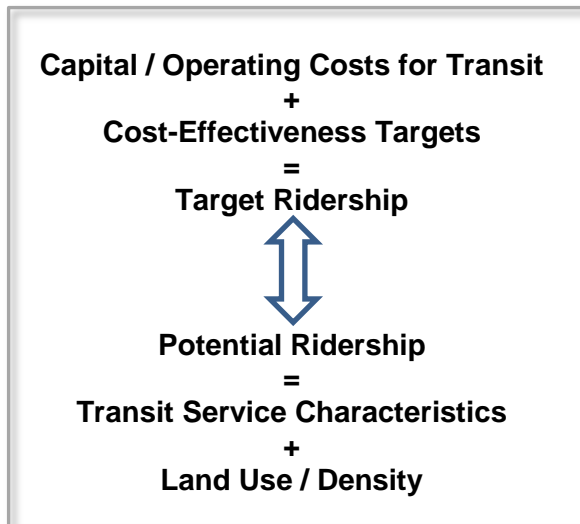 Capital / Operating Costs for Transit
+
Cost-Effectiveness Targets
=
Target Ridership
Potential Ridership
=
Transit Service Characteristics
+
Land Use / Density